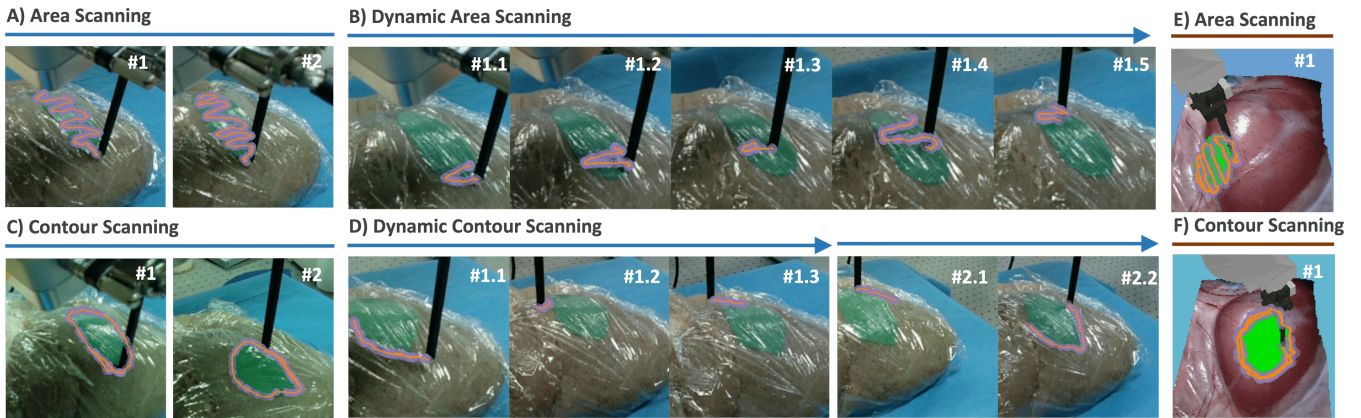 A) Area Scanning
#1
#2
B) Dynamic Area Scanning
#1.1
#1.2
#1.3
#1.4
#1.5
E) Area Scanning
#1
C) Contour Scanning
#1
#2
D) Dynamic Contour Scanning
#1.1
#1.2
#1.3
#2.1
#2.2
F) Contour Scanning
#1